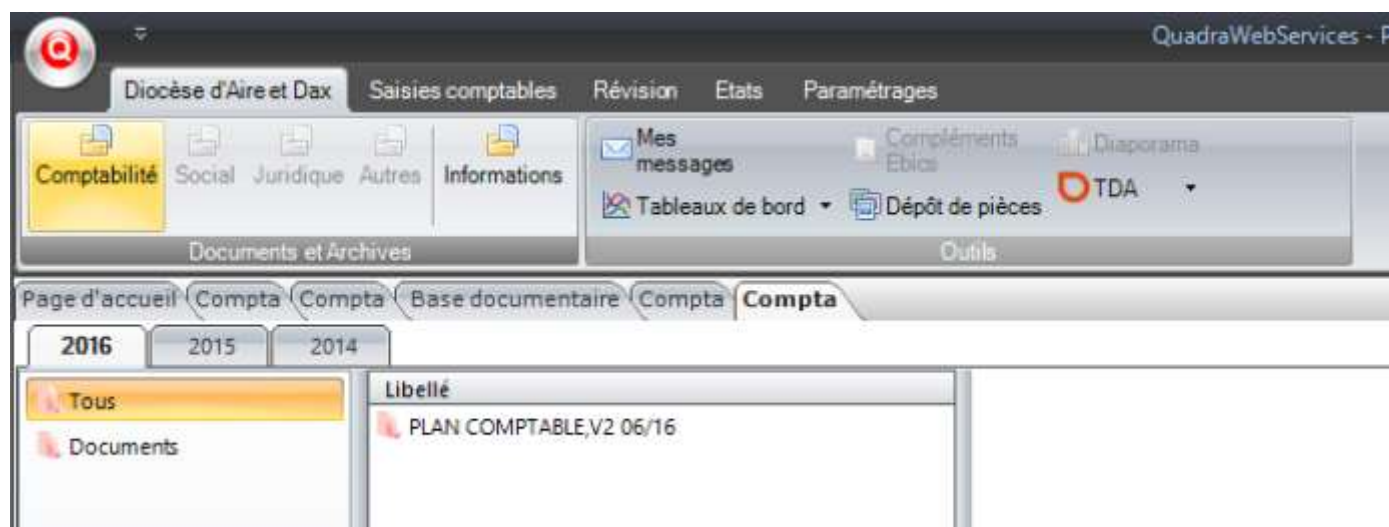 QuadraWebServices - P
Diocèse d'Aire et Dax Saisies comptables Révision Etats Paramétrages
Comptabilité Social Juridique Autres Informations
Mes messages
Compléments Ebics
Diaporama
Tableaux de bord
Dépôt de pièces
TDA
Documents et Archives
Outils
Page d'accueil Compta Compta Base documentaire Compta Compta
2016 2015 2014
Tous
Documents
Libellé
PLAN COMPTABLE,V2 06/16